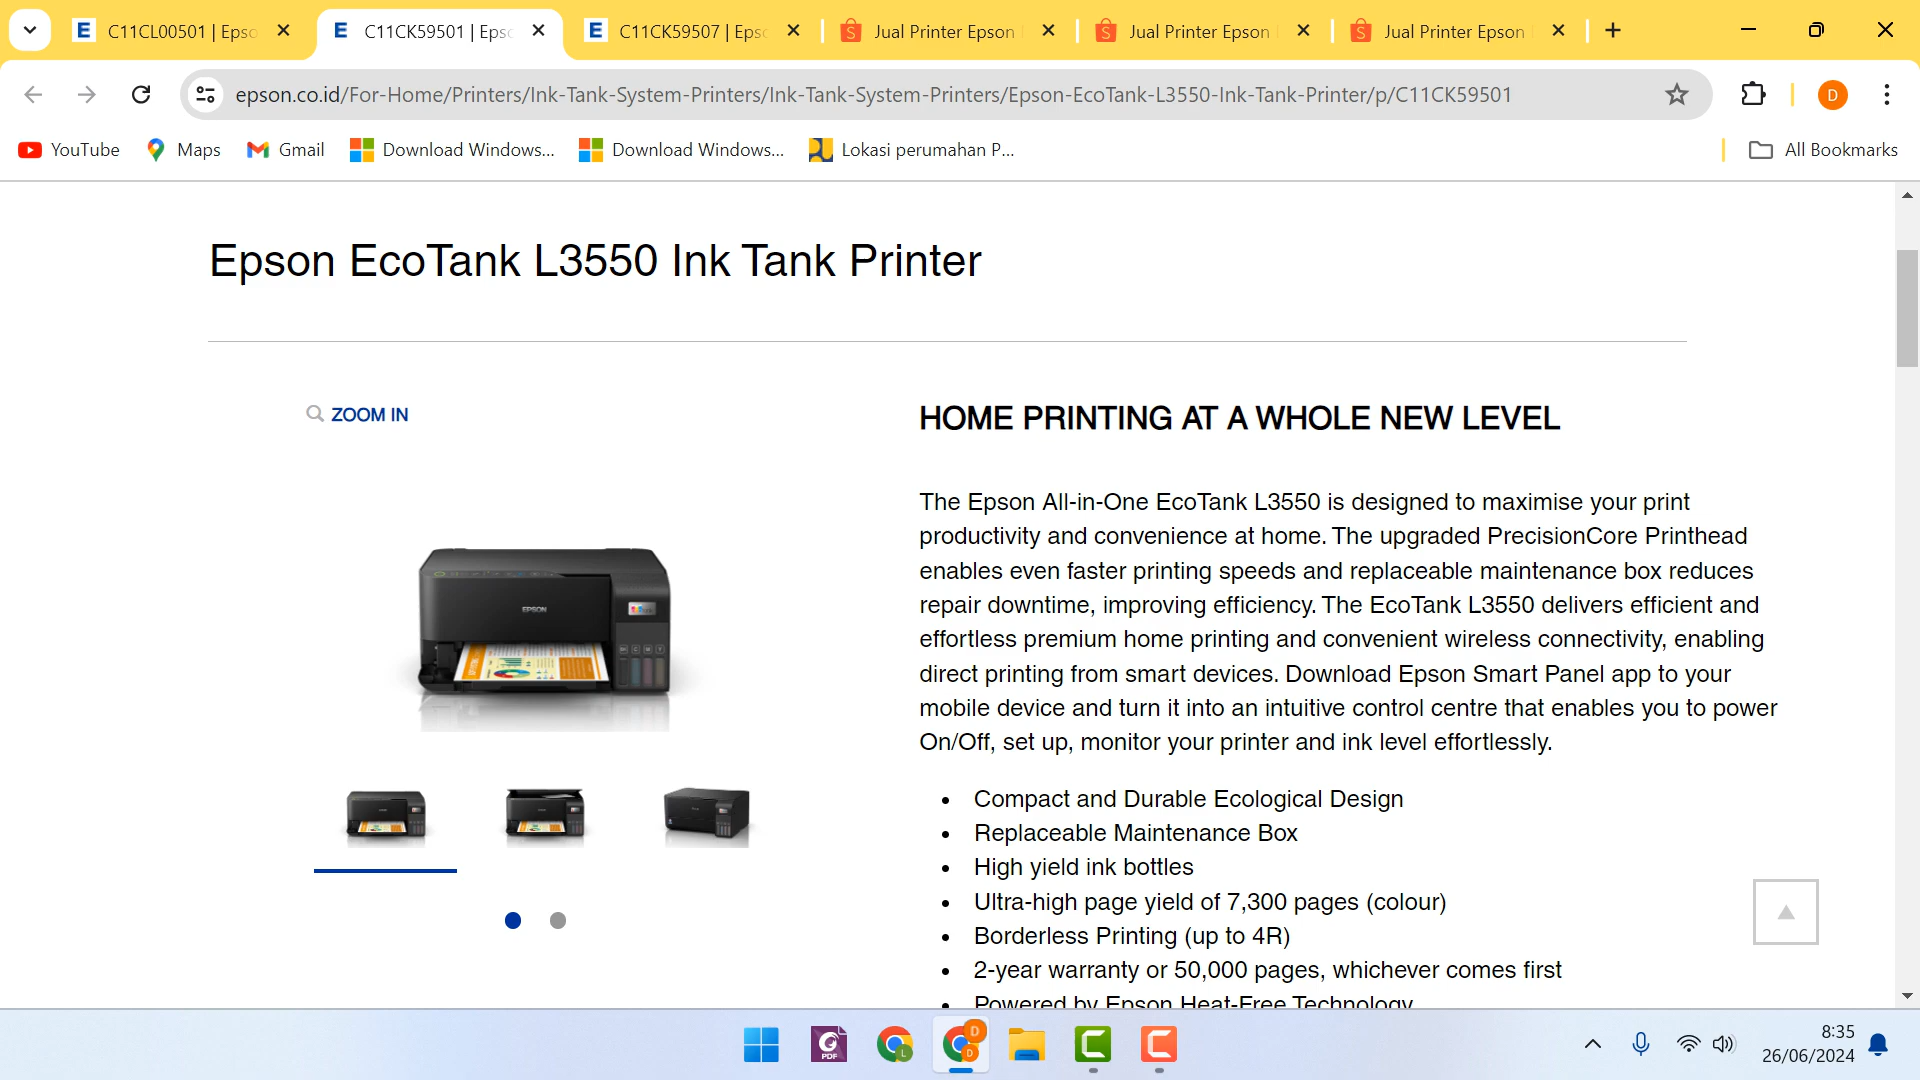 C11CL00501 | Epso
C11CK59501 | Epso
C11CK59507 | Epso
Jual Printer Epson
Jual Printer Epson
Jual Printer Epson
epson.co.id/For-Home/Printers/Ink-Tank-System-Printers/Ink-Tank-System-Printers/Epson-EcoTank-L3550-Ink-Tank-Printer/p/C11CK59501
D
YouTube
Maps
Gmail
Download Windows...
Download Windows...
Lokasi perumahan P...
All Bookmarks
Epson EcoTank L3550 Ink Tank Printer
ZOOM IN
EPSON
HOME PRINTING AT A WHOLE NEW LEVEL
The Epson All-in-One EcoTank L3550 is designed to maximise your print
productivity and convenience at home. The upgraded PrecisionCore Printhead
enables even faster printing speeds and replaceable maintenance box reduces
repair downtime, improving efficiency. The EcoTank L3550 delivers efficient and
effortless premium home printing and convenient wireless connectivity, enabling
direct printing from smart devices. Download Epson Smart Panel app to your
mobile device and turn it into an intuitive control centre that enables you to power
On/Off, set up, monitor your printer and ink level effortlessly.
• Compact and Durable Ecological Design
• Replaceable Maintenance Box
• High yield ink bottles
• Ultra-high page yield of 7,300 pages (colour)
• Borderless Printing (up to 4R)
• 2-year warranty or 50,000 pages, whichever comes first
• Powered by Epson Heat-Free Technology
PDF
L
D
D
8:35
26/06/2024